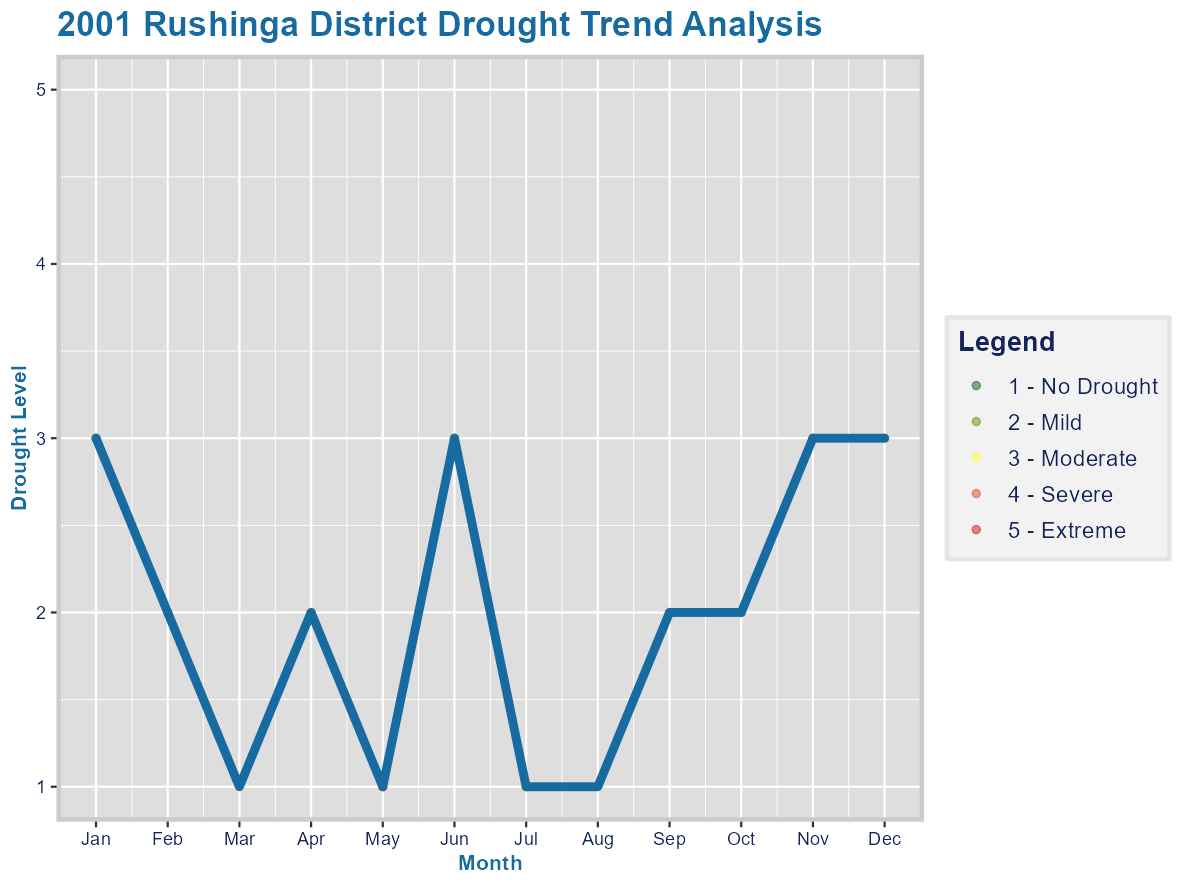 2001 Rushinga District Drought Trend Analysis
5
4
3
2
1
Drought Level
Jan Feb Mar Apr May Jun Jul Aug Sep Oct Nov Dec
Month
Legend
1 - No Drought
2 - Mild
3 - Moderate
4 - Severe
5 - Extreme